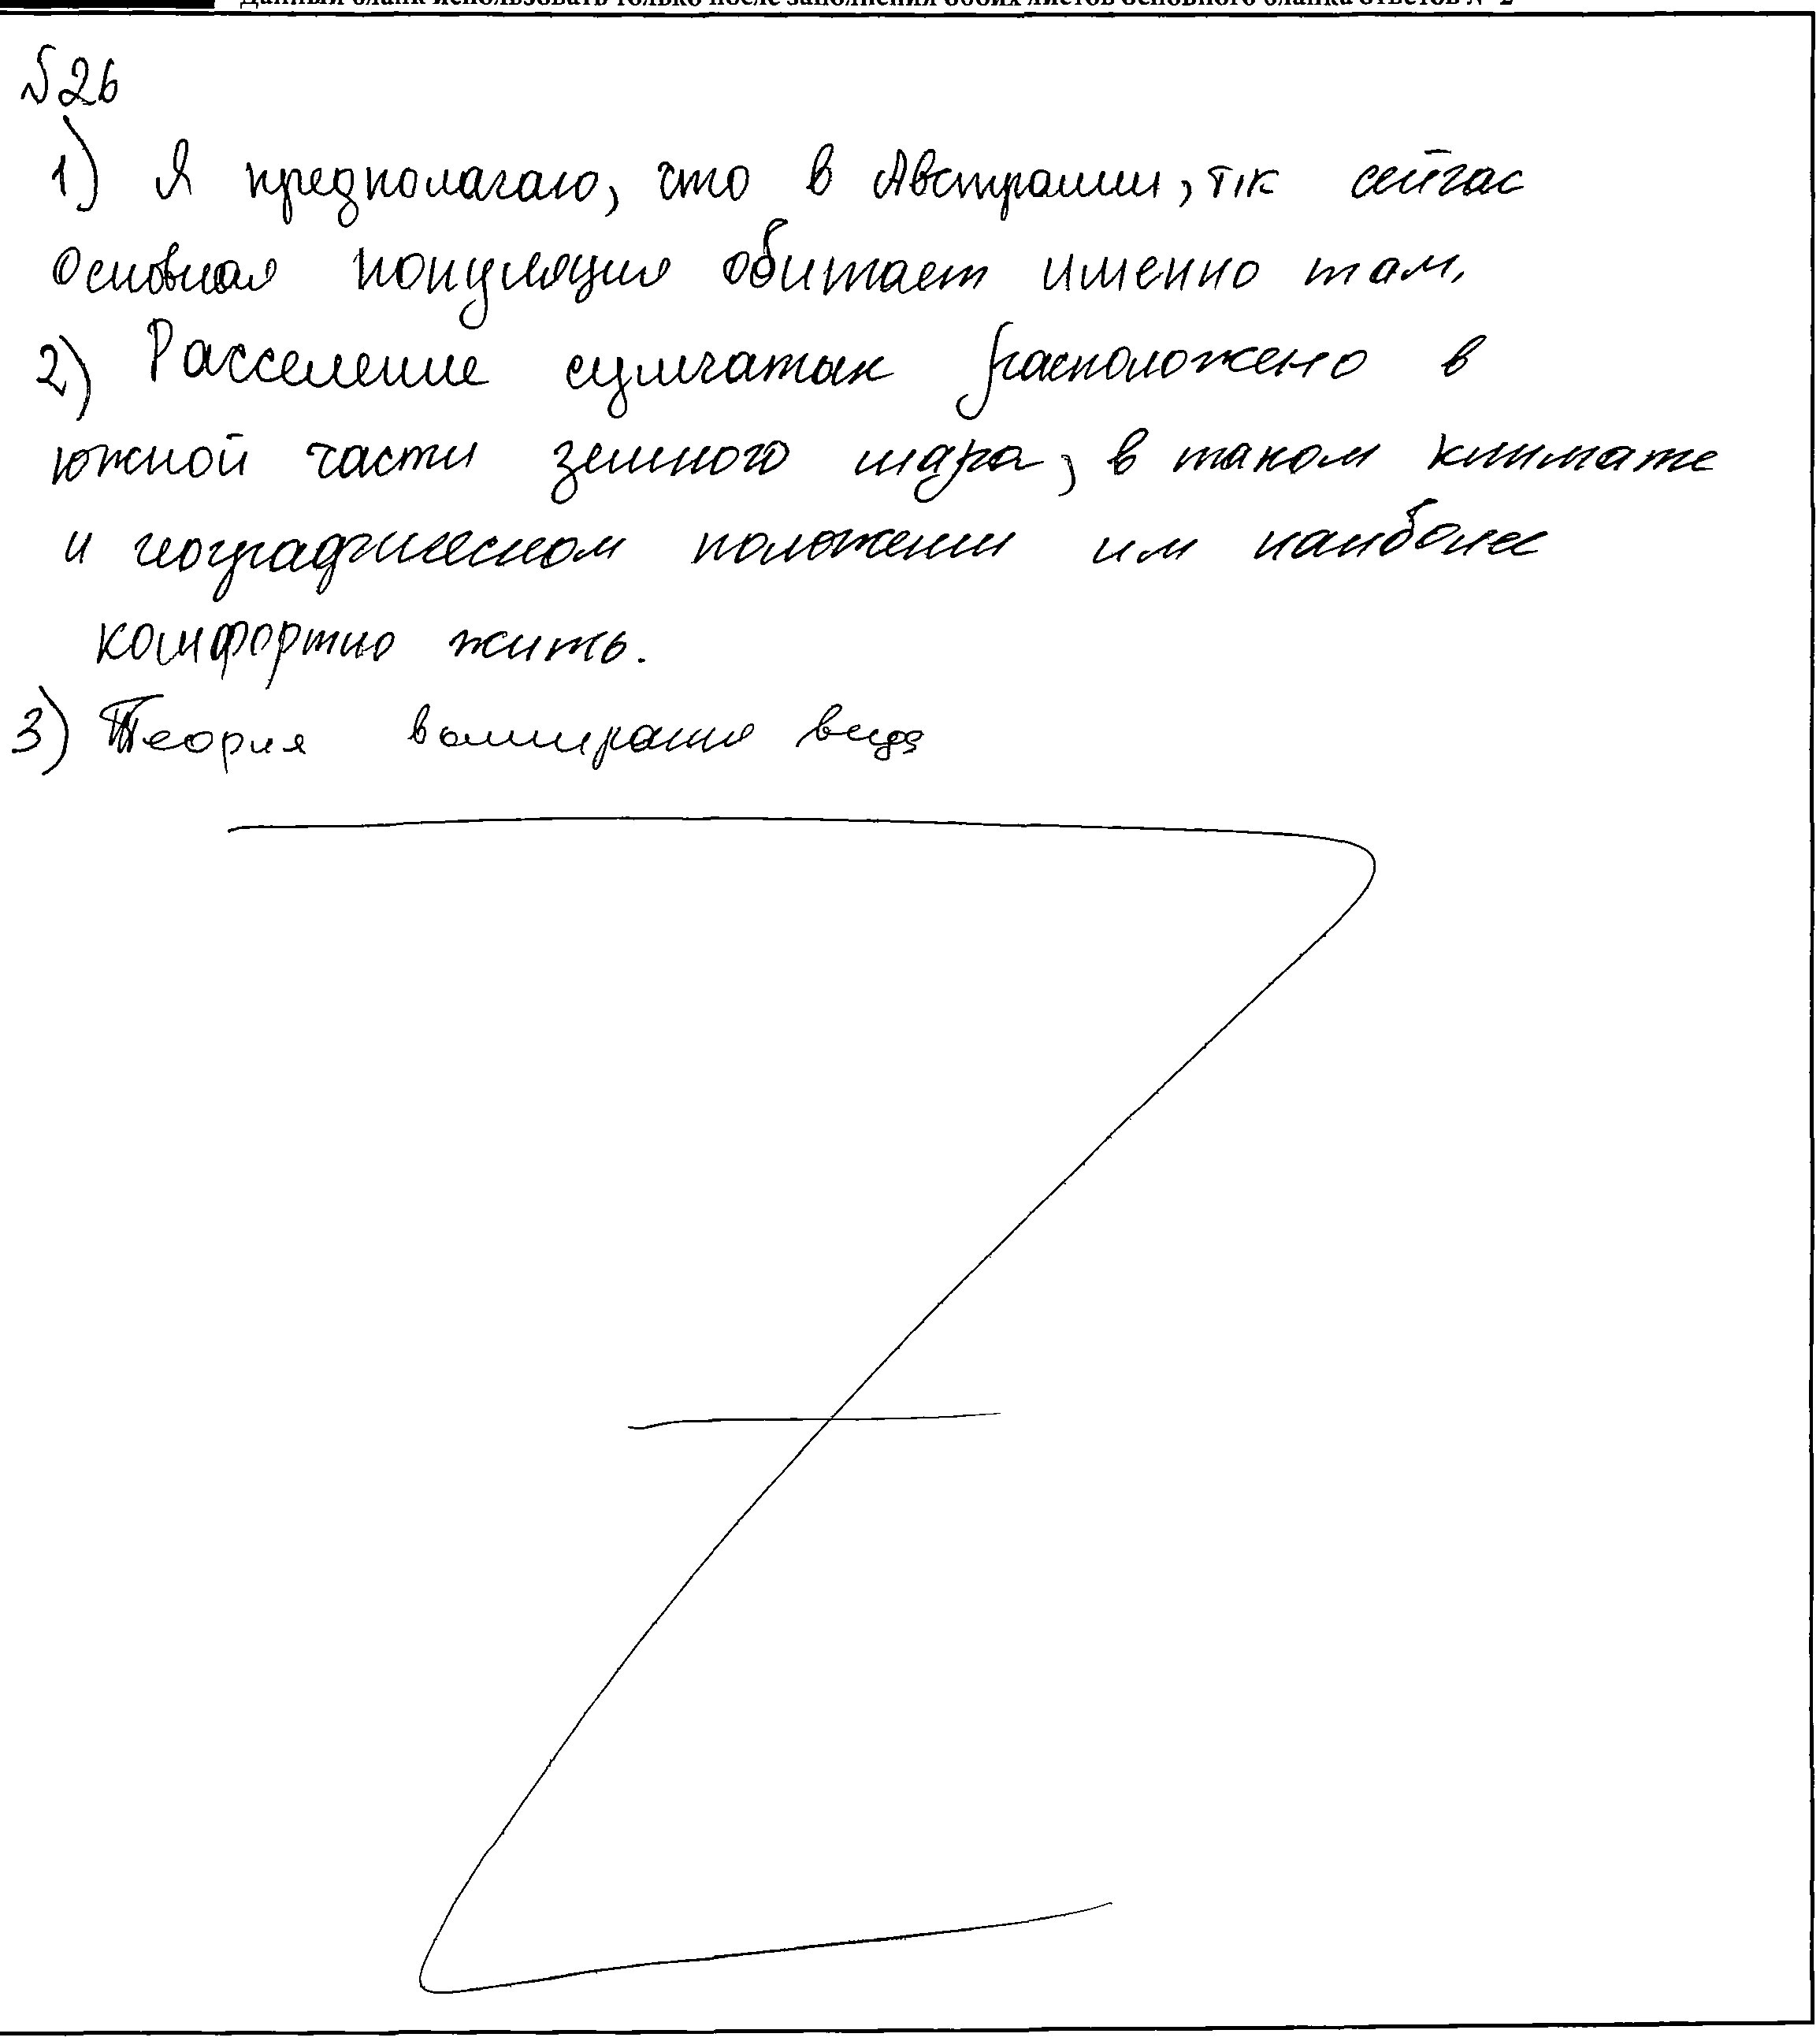 Данный бланк использовать только после заполнения обоих листов основного бланка ответов № 2
№26
1) Я предполагаю, что в Австралии, т.к сейчас
основная популяция обитает именно там.
2) Расселение сумчатых расположено в
южной части земного шара, в таком климате
и географическом положении им наиболее
комфортно жить.
3) Теория вымирания вида